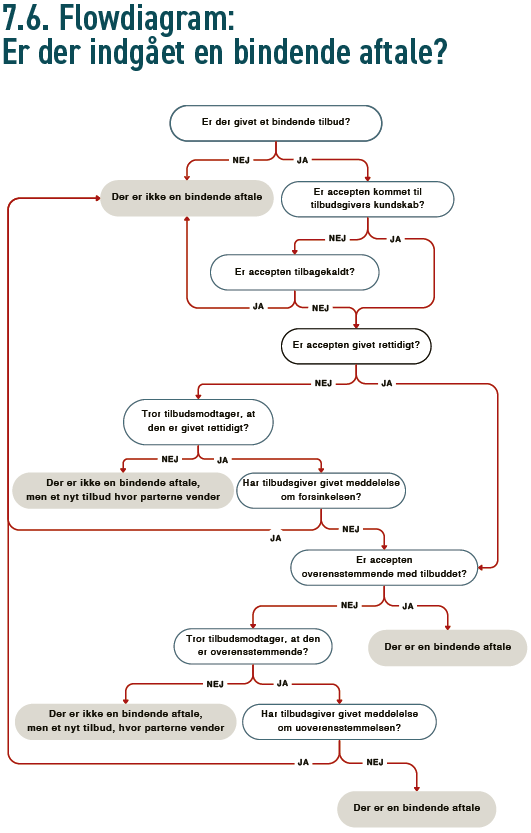 7.6. Flowdiagram:
Er der indgået en bindende aftale?
Er der givet et bindende tilbud?
NEJ
JA
Der er ikke en bindende aftale
Er accepten kommet til
tilbudsgivers kundskab?
NEJ
JA
Er accepten tilbagekaldt?
JA
NEJ
Er accepten givet rettidigt?
NEJ
JA
Tror tilbudsmodtager, at
den er givet rettidigt?
NEJ
JA
Der er ikke en bindende aftale,
men et nyt tilbud hvor parterne vender
Har tilbudsgiver givet meddelelse
om forsinkelsen?
JA
NEJ
Er accepten
overensstemmende med tilbuddet?
NEJ
JA
Tror tilbudsmodtager, at den
er overensstemmende?
Der er en bindende aftale
NEJ
JA
Der er ikke en bindende aftale,
men et nyt tilbud, hvor parterne vender
Har tilbudsgiver givet meddelelse
om uoverensstemmelsen?
JA
NEJ
Der er en bindende aftale